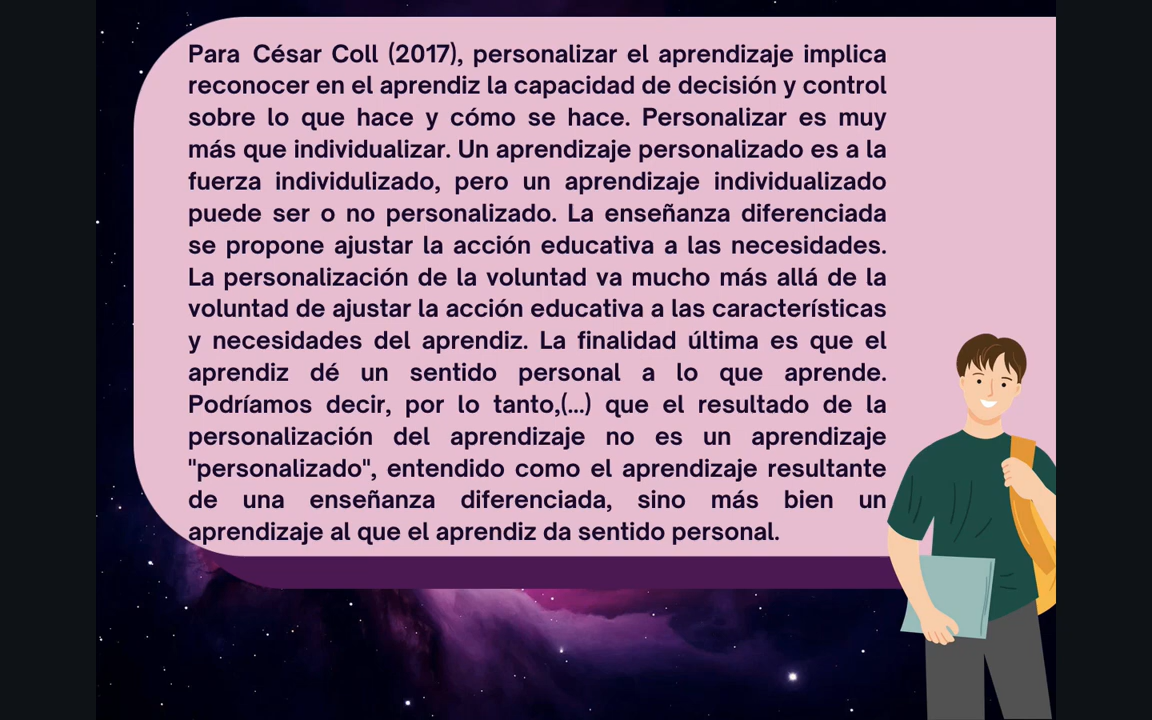 Para César Coll (2017), personalizar el aprendizaje implica
reconocer en el aprendiz la capacidad de decisión y control
sobre lo que hace y cómo se hace. Personalizar es muy
más que individualizar. Un aprendizaje personalizado es a la
fuerza individulizado, pero un aprendizaje individualizado
puede ser o no personalizado. La enseñanza diferenciada
se propone ajustar la acción educativa a las necesidades.
La personalización de la voluntad va mucho más allá de la
voluntad de ajustar la acción educativa a las características
y necesidades del aprendiz. La finalidad última es que el
aprendiz dé un sentido personal a lo que aprende.
Podríamos decir, por lo tanto,(...) que el resultado de la
personalización del aprendizaje no es un aprendizaje
"personalizado", entendido como el aprendizaje resultante
de una enseñanza diferenciada, sino más bien un
aprendizaje al que el aprendiz da sentido personal.